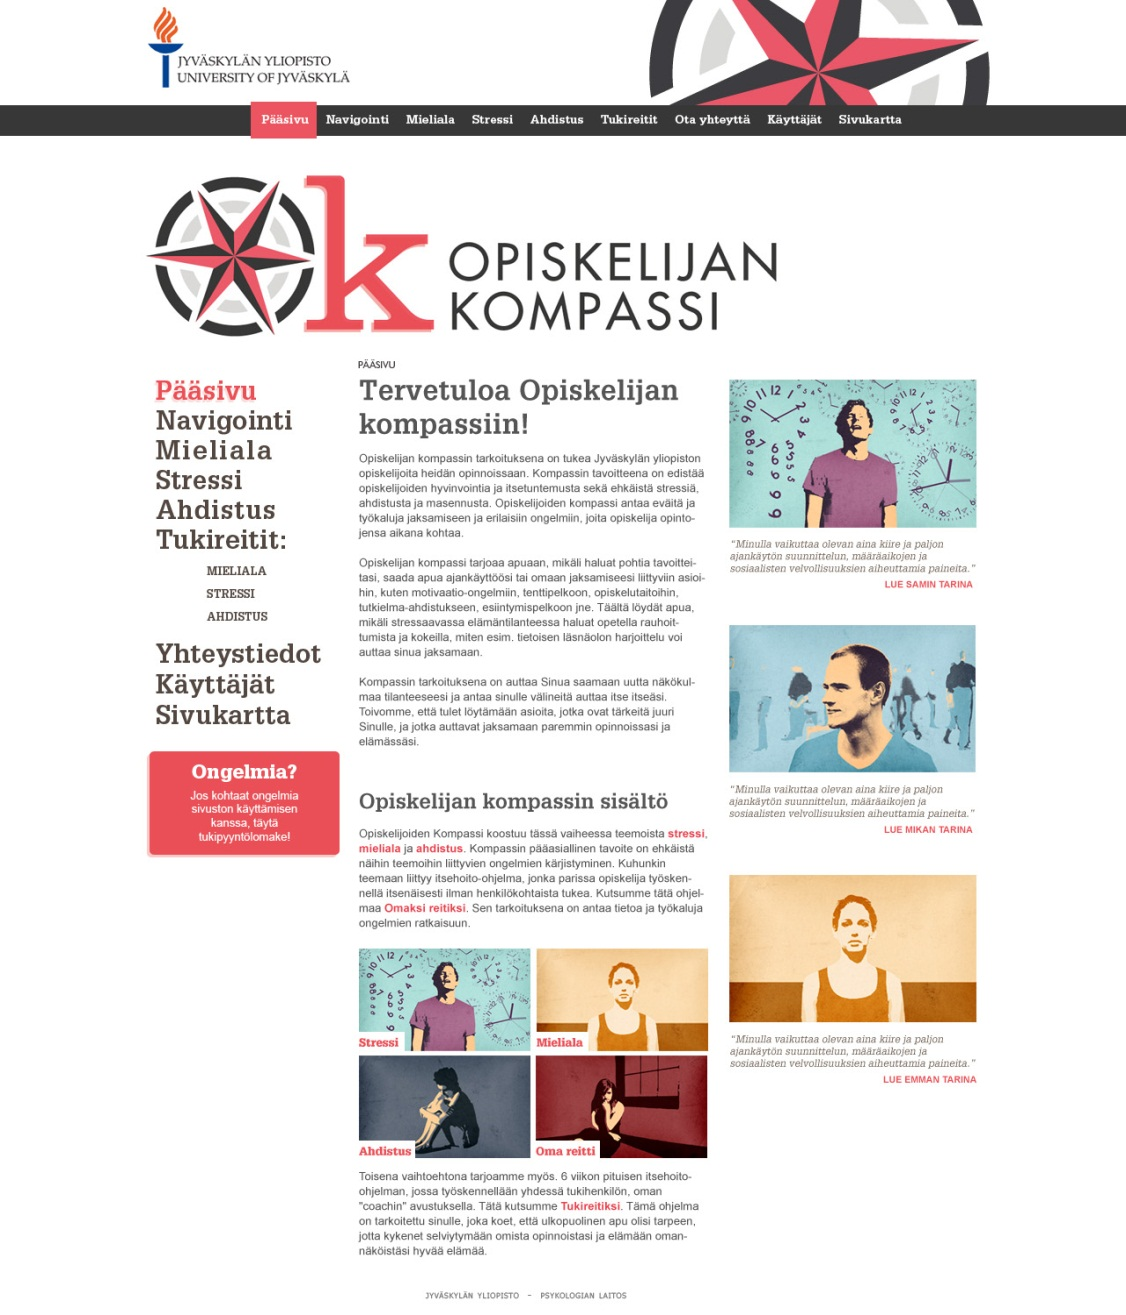 JYVÄSKYLÄN YLIOPISTO
UNIVERSITY OF JYVÄSKYLÄ
Pääsivu Navigointi Mieliala Stressi Ahdistus Tukireitit Ota yhteyttä Käyttäjät Sivukartta
Ok OPISKELIJAN
KOMPASSI
Pääsivu
Navigointi
Mieliala
Stressi
Ahdistus
Tukireitit:
MIELIALA
STRESSI
AHDISTUS
Yhteystiedot
Käyttäjät
Sivukartta
Ongelmia?
Jos kohtaat ongelmia
sivuston käyttämisen
kanssa, täytä
tukipyyntölomake!
PÄÄSIVU
Tervetuloa Opiskelijan
kompassiin!
Opiskelijan kompassin tarkoituksena on tukea Jyväskylän yliopiston
opiskelijoita heidän opinnoissaan. Kompassin tavoitteena on edistää
opiskelijoiden hyvinvointia ja itsetuntemusta sekä ehkäistä stressiä,
ahdistusta ja masennusta. Opiskelijoiden kompassi antaa eväitä ja
työkaluja jaksamiseen ja erilaisiin ongelmiin, joita opiskelija opinto-
jensa aikana kohtaa.
Opiskelijan kompassi tarjoaa apuaan, mikäli haluat pohtia tavoittei-
tasi, saada apua ajankäyttöösi tai omaan jaksamiseesi liittyviin asioi-
hin, kuten motivaatio-ongelmiin, tenttipelkoon, opiskelutaitoihin,
tutkielma-ahdistukseen, esiintymispelkoon jne. Täältä löydät apua,
mikäli stressaavassa elämäntilanteessa haluat opetella rauhoit-
tumista ja kokeilla, miten esim. tietoisen läsnäolon harjoittelu voi
auttaa sinua jaksamaan.
Kompassin tarkoituksena on auttaa Sinua saamaan uutta näkökul-
maa tilanteeseesi ja antaa sinulle välineitä auttaa itse itseäsi.
Toivomme, että tulet löytämään asioita, jotka ovat tärkeitä juuri
Sinulle, ja jotka auttavat jaksamaan paremmin opinnoissasi ja
elämässäsi.
Opiskelijan kompassin sisältö
Opiskelijoiden Kompassi koostuu tässä vaiheessa teemoista stressi,
mieliala ja ahdistus. Kompassin pääasiallinen tavoite on ehkäistä
näihin teemoihin liittyvien ongelmien kärjistyminen. Kuhunkin
teemaan liittyy itsehoito-ohjelma, jonka parissa opiskelija työsken-
nellä itsenäisesti ilman henkilökohtaista tukea. Kutsumme tätä ohjel-
maa Omaksi reitiksi. Sen tarkoituksena on antaa tietoa ja työkaluja
ongelmien ratkaisuun.
Stressi
Mieliala
Ahdistus
Oma reitti
Toisena vaihtoehtona tarjoamme myös. 6 viikon pituisen itsehoito-
ohjelman, jossa työskennellään yhdessä tukihenkilön, oman
"coachin" avustuksella. Tätä kutsumme Tukireitiksi. Tämä ohjelma
on tarkoitettu sinulle, joka koet, että ulkopuolinen apu olisi tarpeen,
jotta kykenet selviytymään omista opinnoistasi ja elämään oman-
näköistäsi hyvää elämää.
“Minulla vaikuttaa olevan aina kiire ja paljon
ajankäytön suunnittelun, määräaikojen ja
sosiaalisten velvollisuuksien aiheuttamia paineita.”
LUE SAMIN TARINA
“Minulla vaikuttaa olevan aina kiire ja paljon
ajankäytön suunnittelun, määräaikojen ja
sosiaalisten velvollisuuksien aiheuttamia paineita.”
LUE MIKAN TARINA
“Minulla vaikuttaa olevan aina kiire ja paljon
ajankäytön suunnittelun, määräaikojen ja
sosiaalisten velvollisuuksien aiheuttamia paineita.”
LUE EMMAN TARINA
JYVÄSKYLÄN YLIOPISTO - PSYKOLOGIAN LAITOS